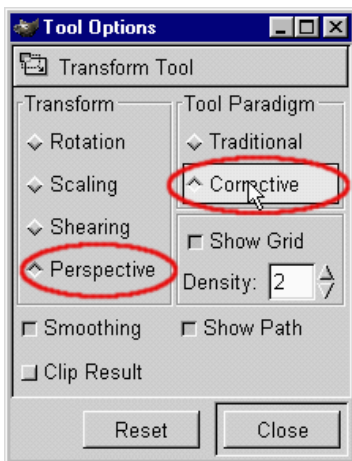 Tool Options
Transform Tool
Transform
Tool Paradigm
Rotation
Traditional
Scaling
Corrective
Shearing
Show Grid
Perspective
Density: 2
Smoothing
Show Path
Clip Result
Reset
Close